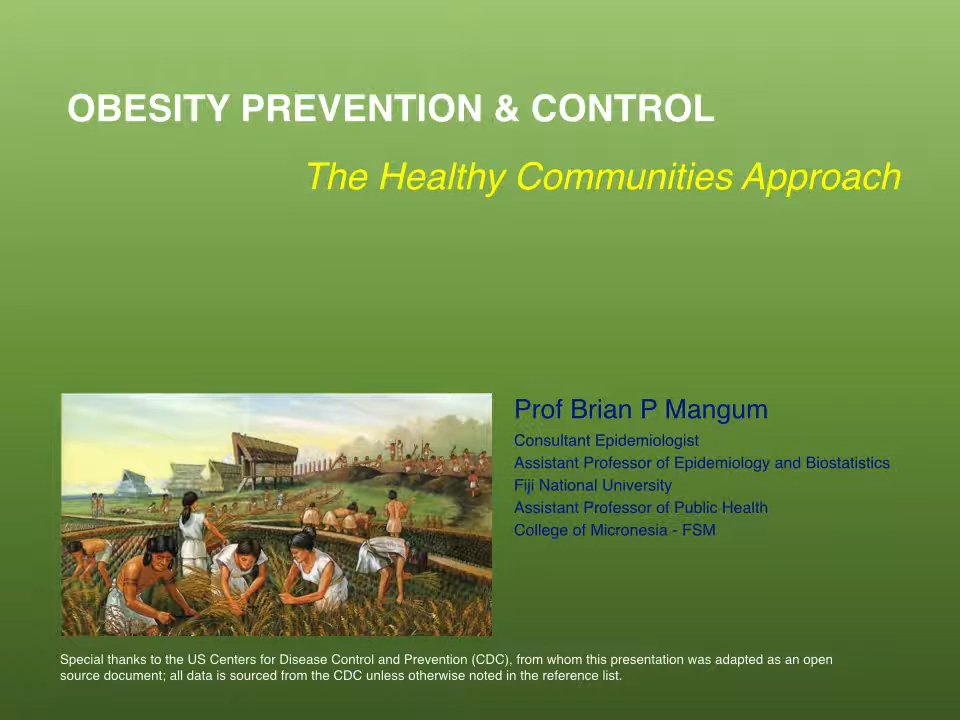 OBESITY PREVENTION & CONTROL
The Healthy Communities Approach
Prof Brian P Mangum
Consultant Epidemiologist
Assistant Professor of Epidemiology and Biostatistics
Fiji National University
Assistant Professor of Public Health
College of Micronesia - FSM
Special thanks to the US Centers for Disease Control and Prevention (CDC), from whom this presentation was adapted as an open
source document; all data is sourced from the CDC unless otherwise noted in the reference list.